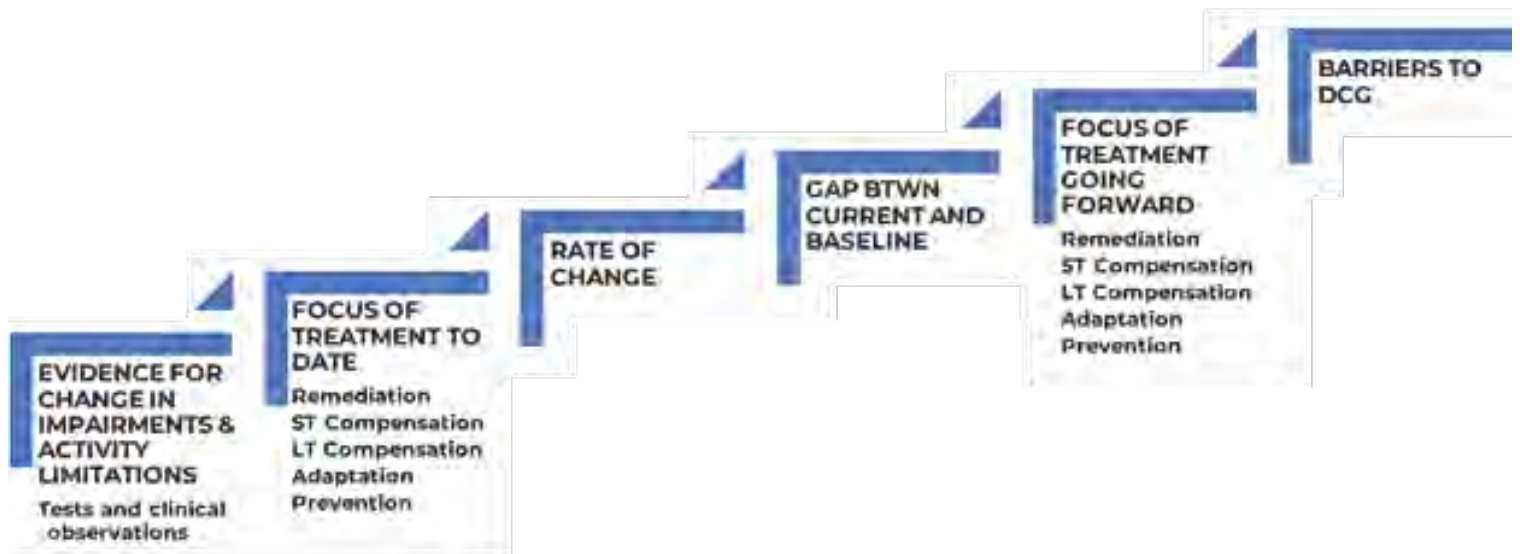 EVIDENCE FOR
CHANGE IN
IMPAIRMENTS &
ACTIVITY
LIMITATIONS
Tests and clinical
observations
FOCUS OF
TREATMENT TO
DATE
Remediation
ST Compensation
LT Compensation
Adaptation
Prevention
RATE OF
CHANGE
GAP BTWN
CURRENT AND
BASELINE
FOCUS OF
TREATMENT
GOING
FORWARD
Remediation
ST Compensation
LT Compensation
Adaptation
Prevention
BARRIERS TO
DCG